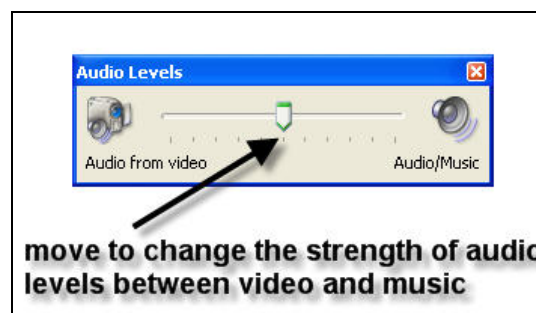 Audio Levels
Audio from video Audio/Music
move to change the strength of audio
levels between video and music